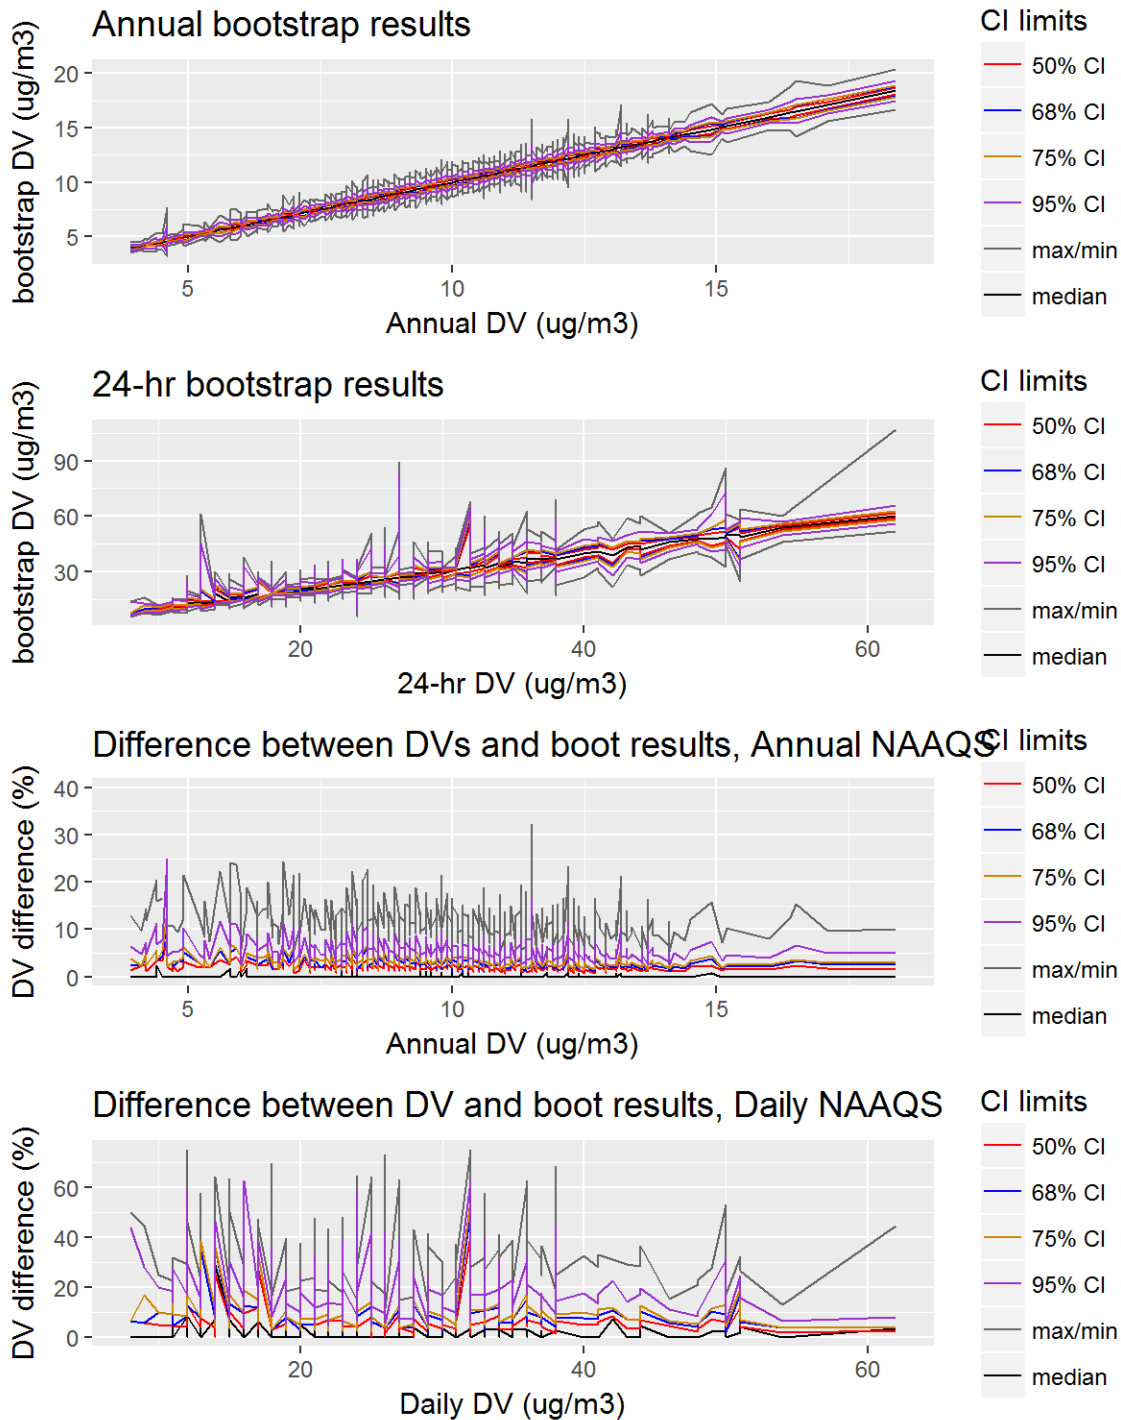 Annual bootstrap results
bootstrap DV (ug/m3)
20
15
10
5
5 10 15
Annual DV (ug/m3)
CI limits
50% CI
68% CI
75% CI
95% CI
max/min
median
24-hr bootstrap results
bootstrap DV (ug/m3)
90
60
30
20 40 60
24-hr DV (ug/m3)
CI limits
50% CI
68% CI
75% CI
95% CI
max/min
median
Difference between DVs and boot results, Annual NAAQS
DV difference (%)
40
30
20
10
0
5 10 15
Annual DV (ug/m3)
CI limits
50% CI
68% CI
75% CI
95% CI
max/min
median
Difference between DV and boot results, Daily NAAQS
DV difference (%)
60
40
20
0
20 40 60
Daily DV (ug/m3)
CI limits
50% CI
68% CI
75% CI
95% CI
max/min
median